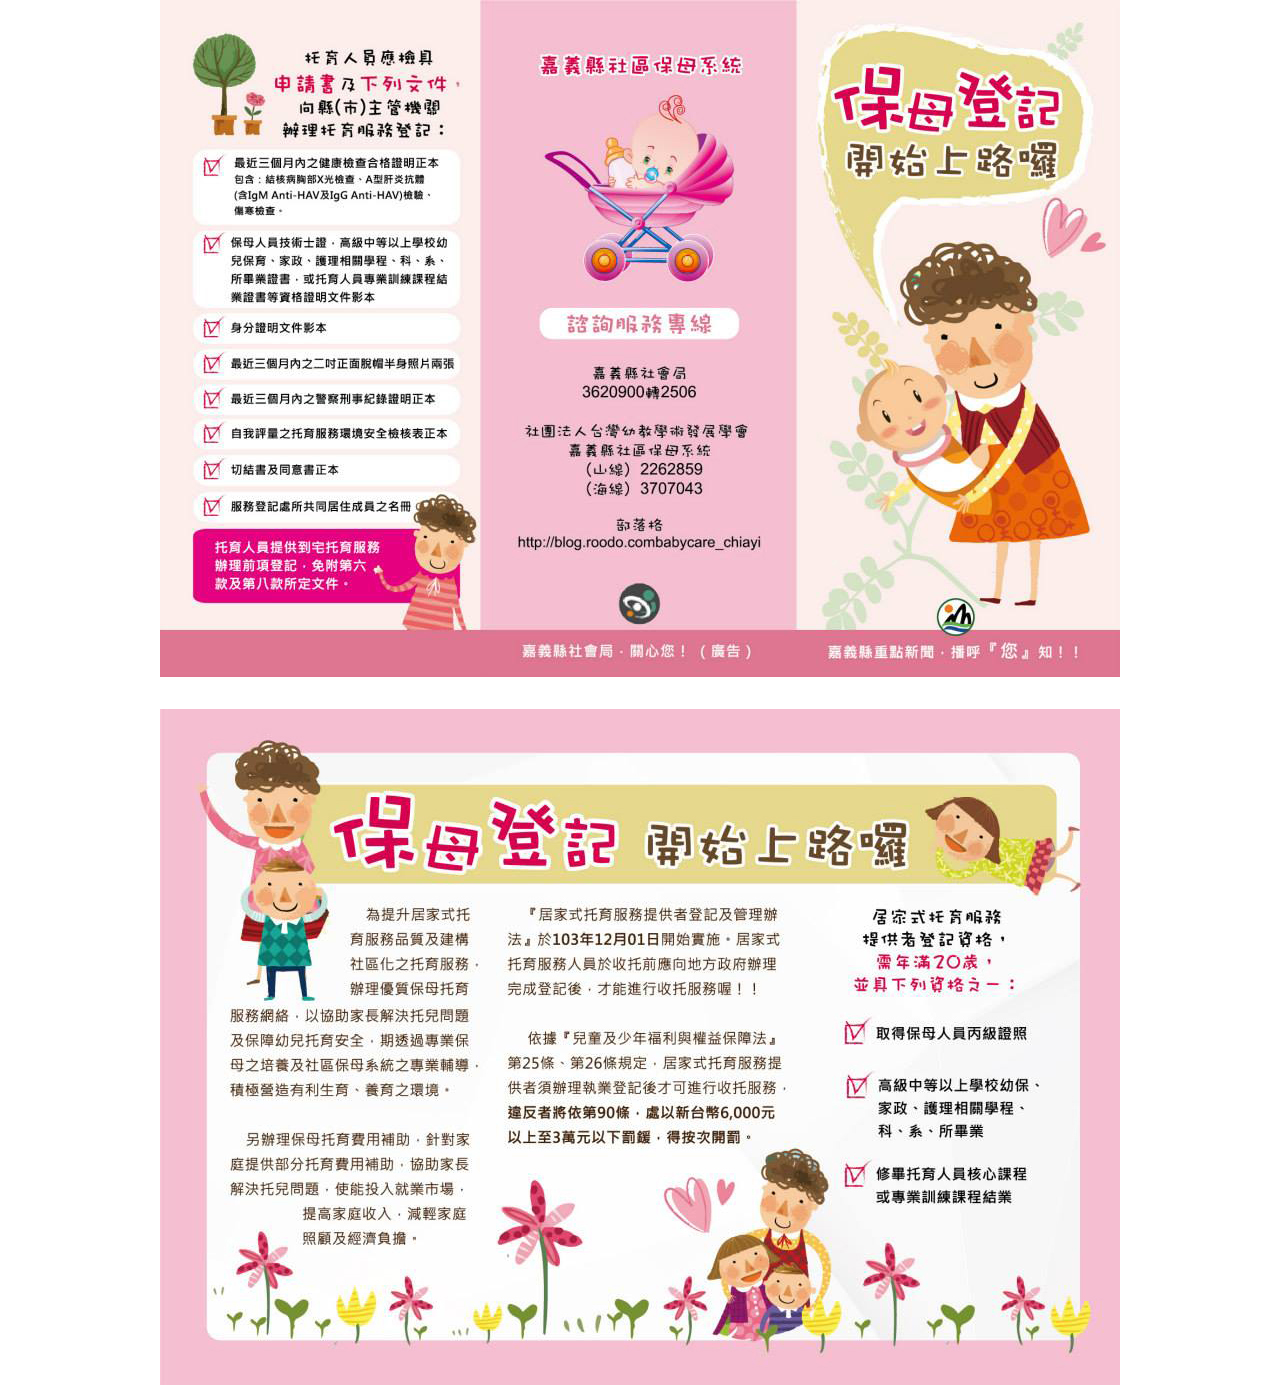 托育人員應檢具
申請書及下列文件，
向縣(市)主管機關
辦理托育服務登記：
最近三個月內之健康檢查合格證明正本
包含：結核病胸部X光檢查、A型肝炎抗體
(含IgM Anti-HAV及IgG Anti-HAV)檢驗、
傷寒檢查。
保母人員技術士證，高級中等以上學校幼
兒保育、家政、護理相關學程、科、系、
所畢業證書，或托育人員專業訓練課程結
業證書等資格證明文件影本
身分證明文件影本
最近三個月內之二吋正面脫帽半身照片兩張
最近三個月內之警察刑事紀錄證明正本
自我評量之托育服務環境安全檢核表正本
切結書及同意書正本
服務登記處所共同居住成員之名冊
托育人員提供到宅托育服務
辦理前項登記，免附第六
款及第八款所定文件。
嘉義縣社區保母系統
諮詢服務專線
嘉義縣社會局
3620900轉2506
社團法人台灣幼教學術發展學會
嘉義縣社區保母系統
(山線) 2262859
(海線) 3707043
部落格
http://blog.roodo.combabycare_chiayi
嘉義縣社會局，關心您！（廣告）
保母登記
開始上路囉
嘉義縣重點新聞，播呼『您』知！！
保母登記 開始上路囉
為提升居家式托
育服務品質及建構
社區化之托育服務，
辦理優質保母托育
服務網絡，以協助家長解決托兒問題
及保障幼兒托育安全，期透過專業保
母之培養及社區保母系統之專業輔導，
積極營造有利生育、養育之環境。
另辦理保母托育費用補助，針對家
庭提供部分托育費用補助，協助家長
解決托兒問題，使能投入就業市場，
提高家庭收入，減輕家庭
照顧及經濟負擔。
『居家式托育服務提供者登記及管理辦
法』於103年12月01日開始實施。居家式
托育服務人員於收托前應向地方政府辦理
完成登記後，才能進行收托服務喔！！
依據『兒童及少年福利與權益保障法』
第25條、第26條規定，居家式托育服務提
供者須辦理執業登記後才可進行收托服務，
違反者將依第90條，處以新台幣6,000元
以上至3萬元以下罰鍰，得按次開罰。
居家式托育服務
提供者登記資格，
需年滿20歲，
並具下列資格之一：
取得保母人員丙級證照
高級中等以上學校幼保、
家政、護理相關學程、
科、系、所畢業
修畢托育人員核心課程
或專業訓練課程結業